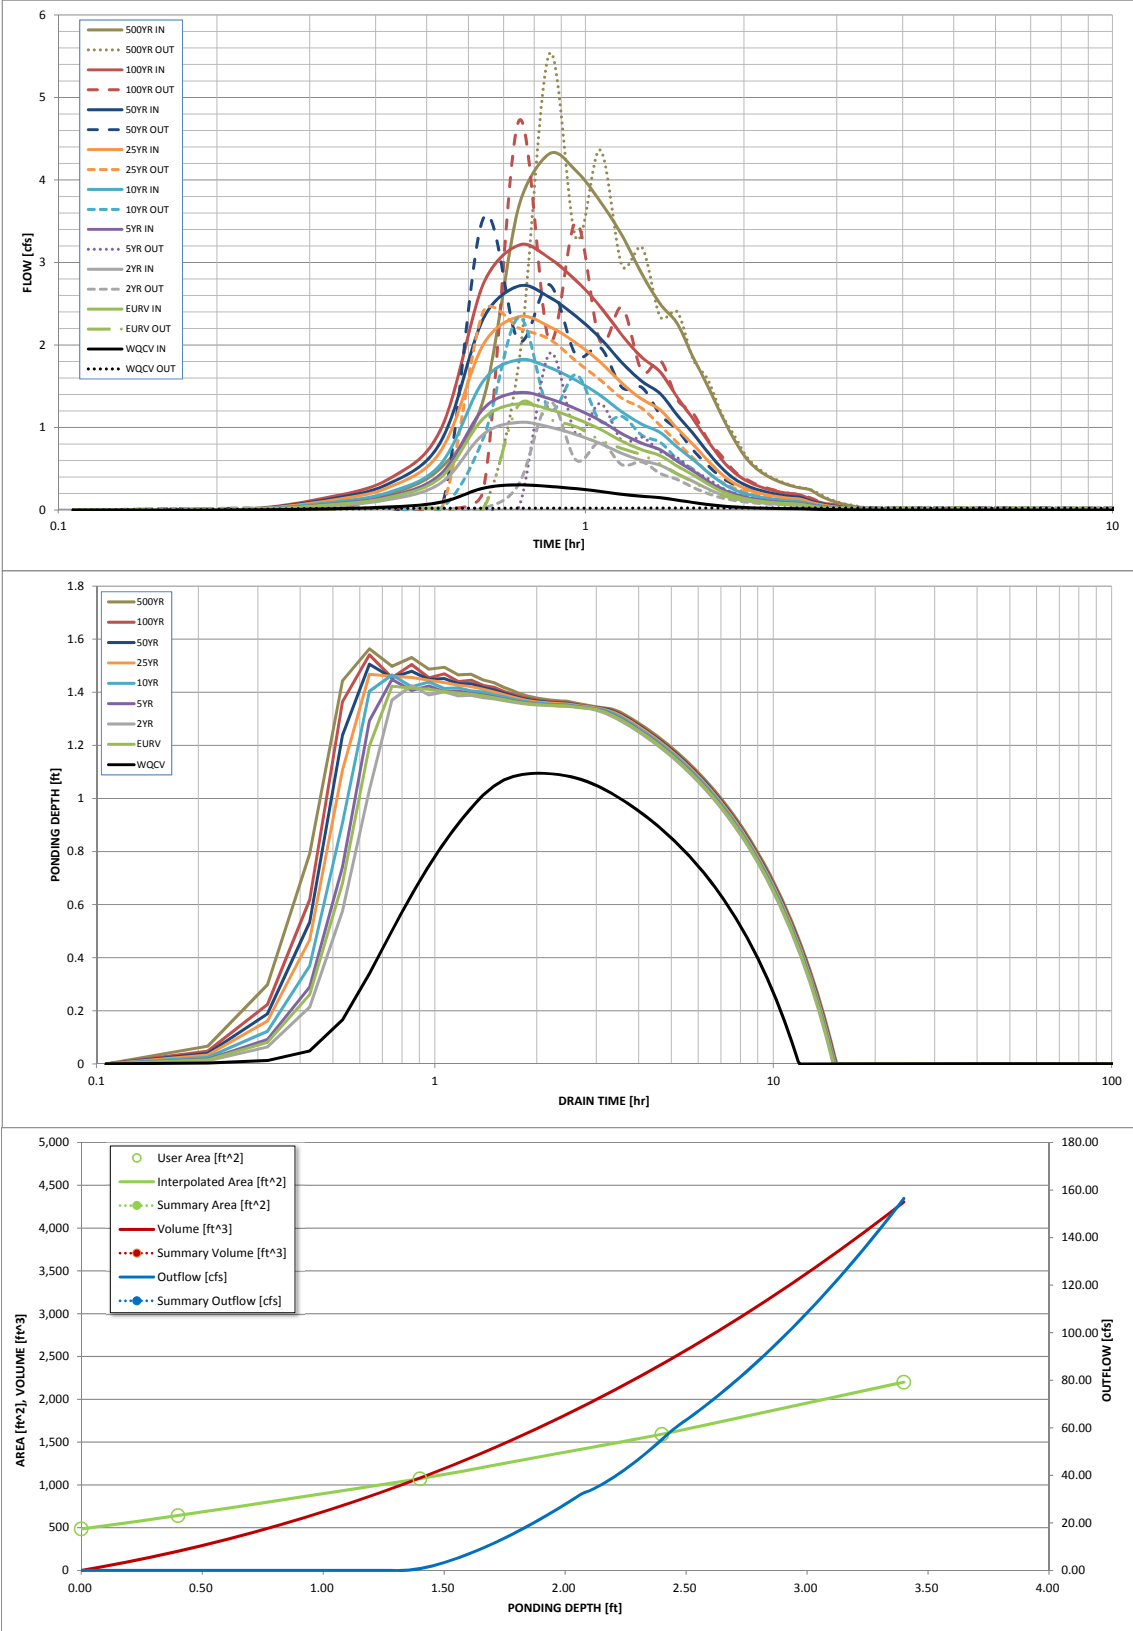 6
5
4
3
2
1
0
0.1
1
10
FLOW [cfs]
TIME [hr]
500YR IN
500YR OUT
100YR IN
100YR OUT
50YR IN
50YR OUT
25YR IN
25YR OUT
10YR IN
10YR OUT
5YR IN
5YR OUT
2YR IN
2YR OUT
EURV IN
EURV OUT
WQCV IN
WQCV OUT
1.8
1.6
1.4
1.2
1
0.8
0.6
0.4
0.2
0
0.1
1
10
100
PONDING DEPTH [ft]
DRAIN TIME [hr]
500YR
100YR
50YR
25YR
10YR
5YR
2YR
EURV
WQCV
5,000
4,500
4,000
3,500
3,000
2,500
2,000
1,500
1,000
500
0
0.00
0.50
1.00
1.50
2.00
2.50
3.00
3.50
4.00
180.00
160.00
140.00
120.00
100.00
80.00
60.00
40.00
20.00
0.00
AREA [ft^2], VOLUME [ft^3]
PONDING DEPTH [ft]
OUTFLOW [cfs]
User Area [ft^2]
Interpolated Area [ft^2]
Summary Area [ft^2]
Volume [ft^3]
Summary Volume [ft^3]
Outflow [cfs]
Summary Outflow [cfs]